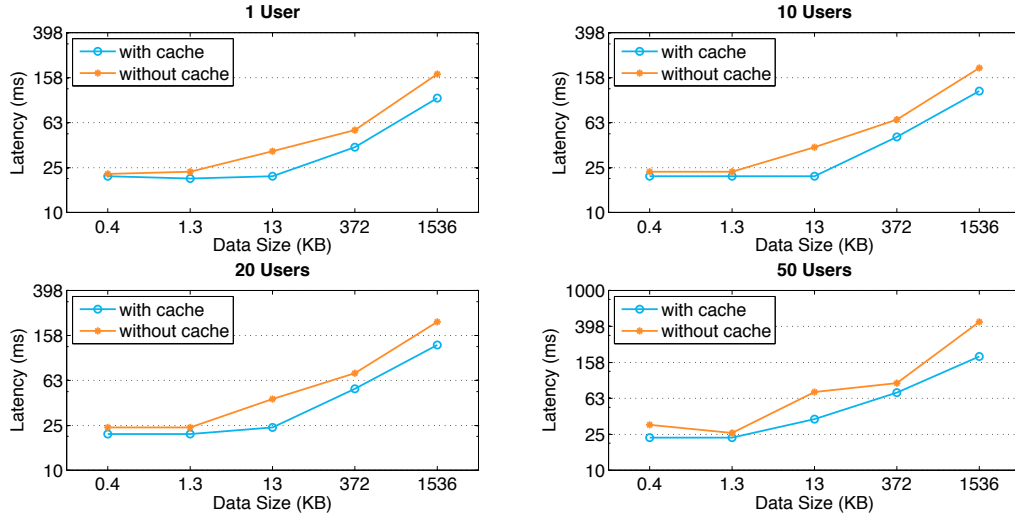 1 User
398
158
63
25
10
Latency (ms)
with cache
without cache
0.4 1.3 13 372 1536
Data Size (KB)
10 Users
398
158
63
25
10
Latency (ms)
with cache
without cache
0.4 1.3 13 372 1536
Data Size (KB)
20 Users
398
158
63
25
10
Latency (ms)
with cache
without cache
0.4 1.3 13 372 1536
Data Size (KB)
50 Users
1000
398
158
63
25
10
Latency (ms)
with cache
without cache
0.4 1.3 13 372 1536
Data Size (KB)